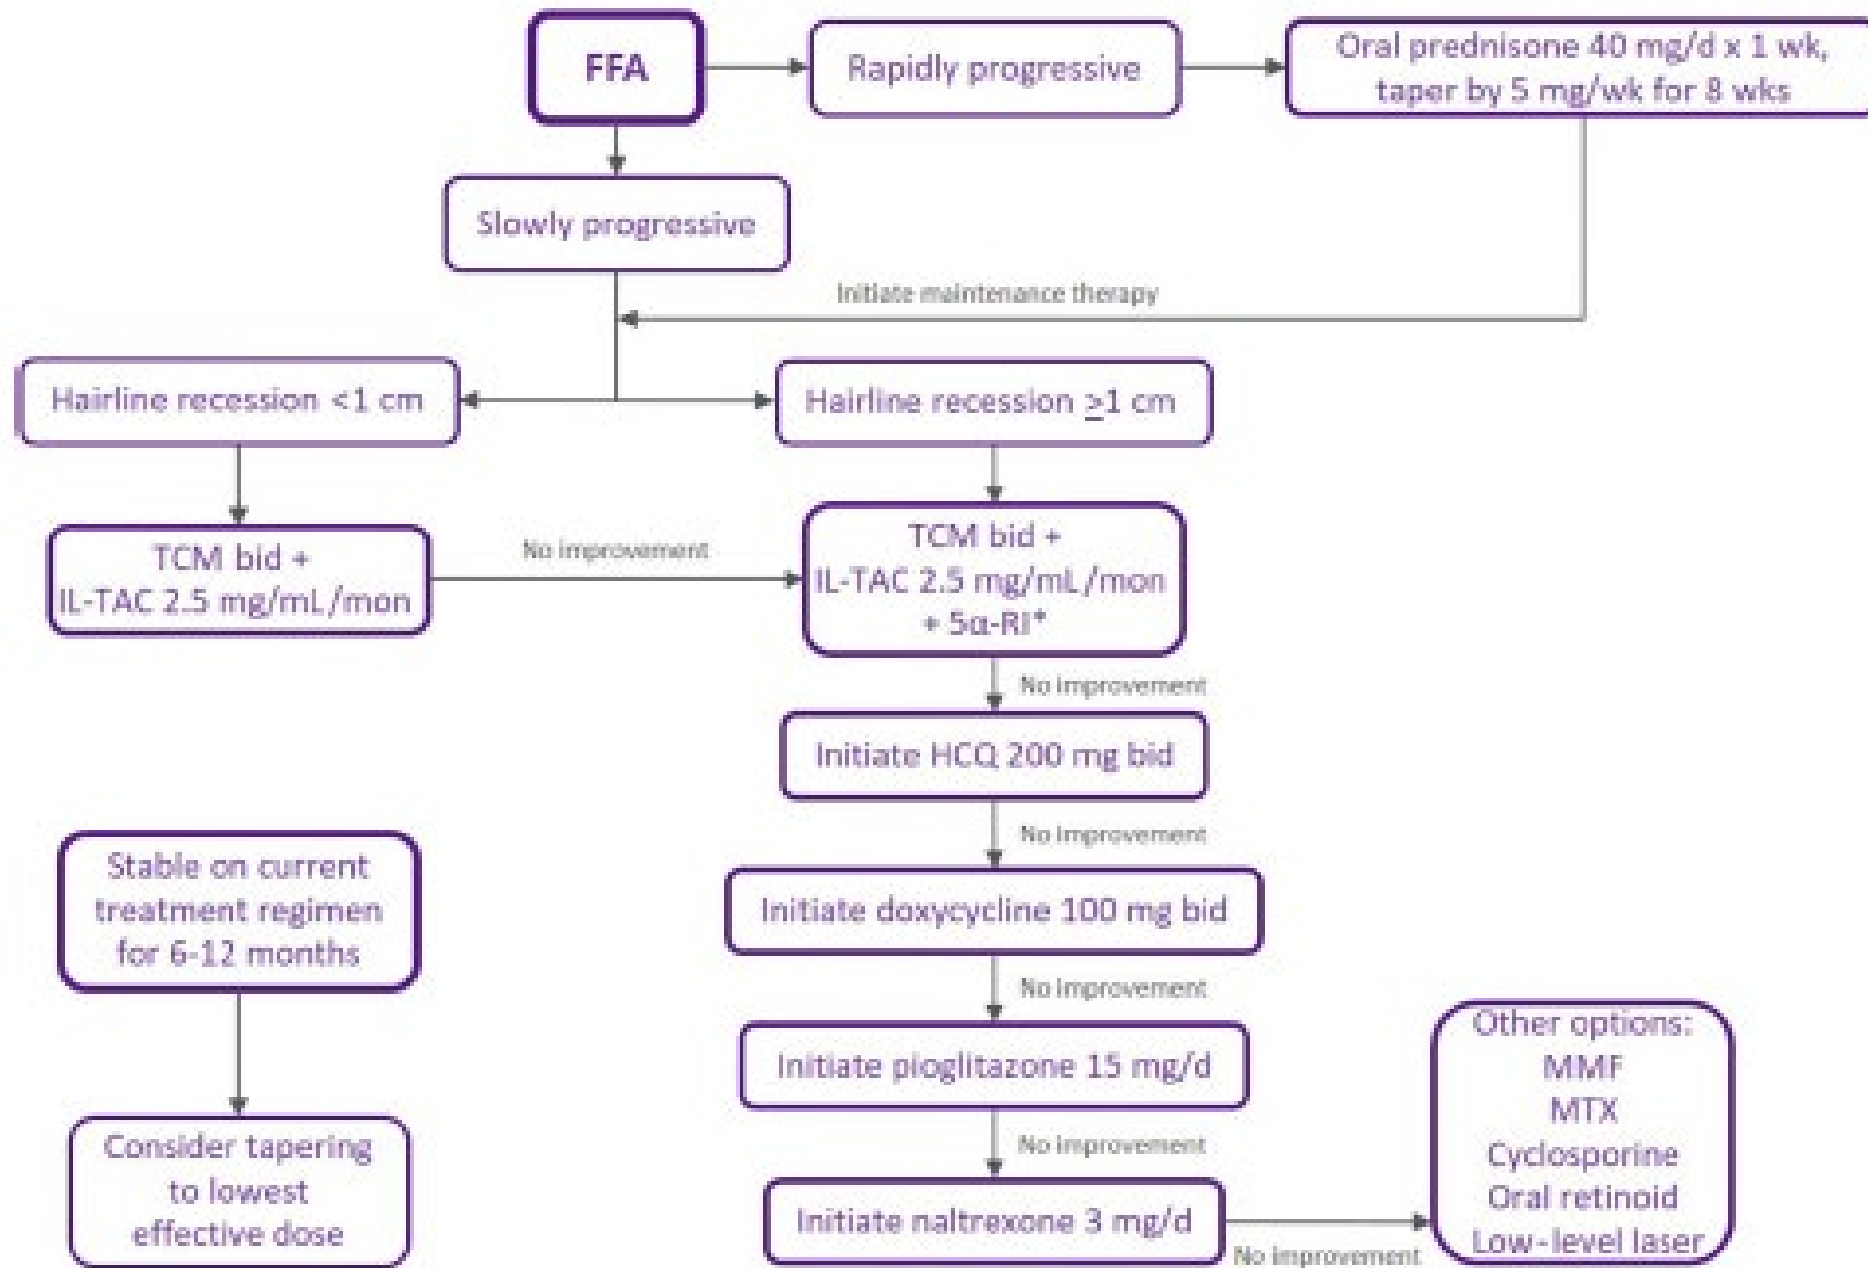 FFA
Rapidly progressive
Oral prednisone 40 mg/d x 1 wk,
taper by 5 mg/wk for 8 wks
Slowly progressive
Initiate maintenance therapy
Hairline recession <1 cm
Hairline recession ≥1 cm
TCM bid +
IL-TAC 2.5 mg/mL/mon
No improvement
TCM bid +
IL-TAC 2.5 mg/mL/mon
+ 5α-RI*
No improvement
Initiate HCQ 200 mg bid
No improvement
Initiate doxycycline 100 mg bid
No improvement
Initiate pioglitazone 15 mg/d
No improvement
Initiate naltrexone 3 mg/d
No improvement
Other options:
MMF
MTX
Cyclosporine
Oral retinoid
Low-level laser
Stable on current
treatment regimen
for 6-12 months
Consider tapering
to lowest
effective dose